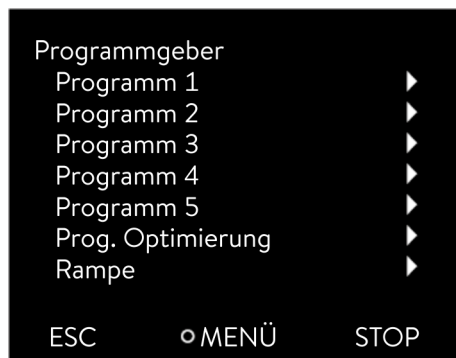 Programmgeber
Programm 1
Programm 2
Programm 3
Programm 4
Programm 5
Prog. Optimierung
Rampe
ESC MENÜ STOP